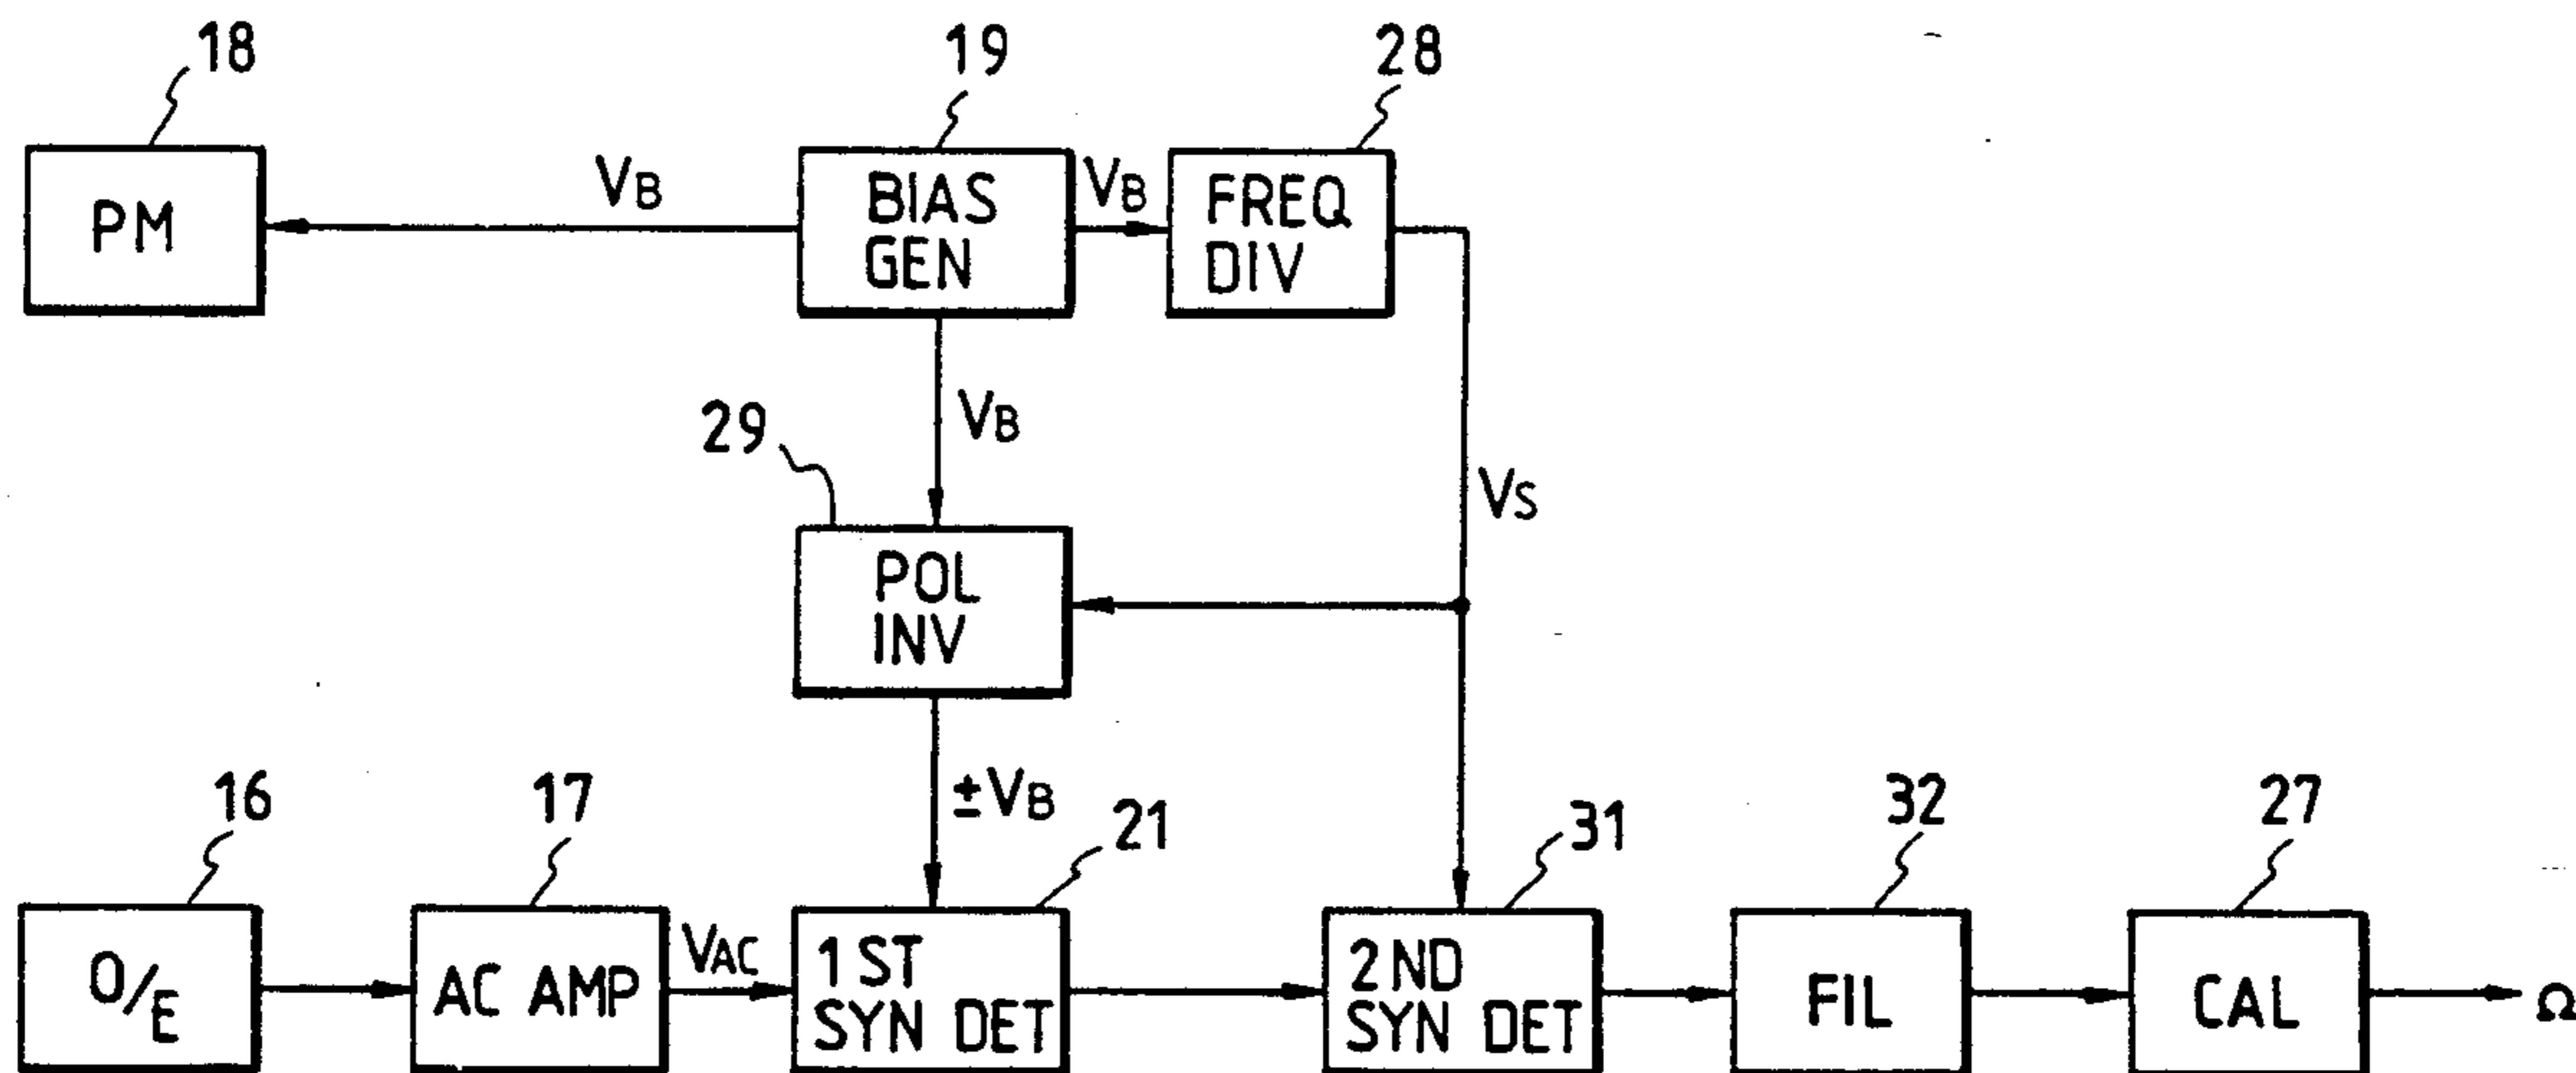 18
19
28
PM
VB
BIAS
GEN
VB
FREQ
DIV
29
VB
VS
POL
INV
±VB
16
17
21
31
32
27
O/E
AC AMP
VAC
1ST
SYN DET
2ND
SYN DET
FIL
CAL
Ω